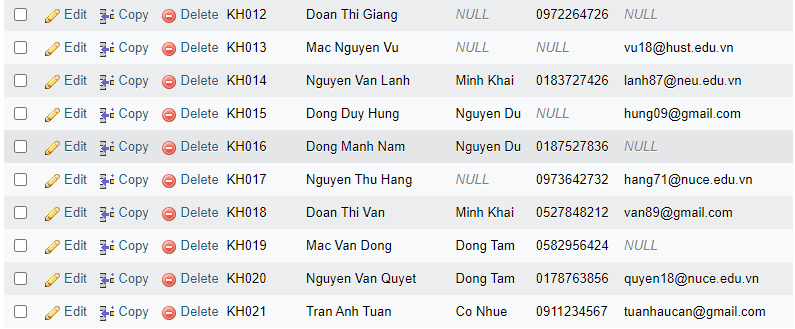 Edit Copy Delete KH012 Doan Thi Giang NULL 0972264726 NULL
Edit Copy Delete KH013 Mac Nguyen Vu NULL NULL vu18@hust.edu.vn
Edit Copy Delete KH014 Nguyen Van Lanh Minh Khai 0183727426 lanh87@neu.edu.vn
Edit Copy Delete KH015 Dong Duy Hung Nguyen Du NULL hung09@gmail.com
Edit Copy Delete KH016 Dong Manh Nam Nguyen Du 0187527836 NULL
Edit Copy Delete KH017 Nguyen Thu Hang NULL 0973642732 hang71@nuce.edu.vn
Edit Copy Delete KH018 Doan Thi Van Minh Khai 0527848212 van89@gmail.com
Edit Copy Delete KH019 Mac Van Dong Dong Tam 0582956424 NULL
Edit Copy Delete KH020 Nguyen Van Quyet Dong Tam 0178763856 quyen18@nuce.edu.vn
Edit Copy Delete KH021 Tran Anh Tuan Co Nhue 0911234567 tuanhaucan@gmail.com